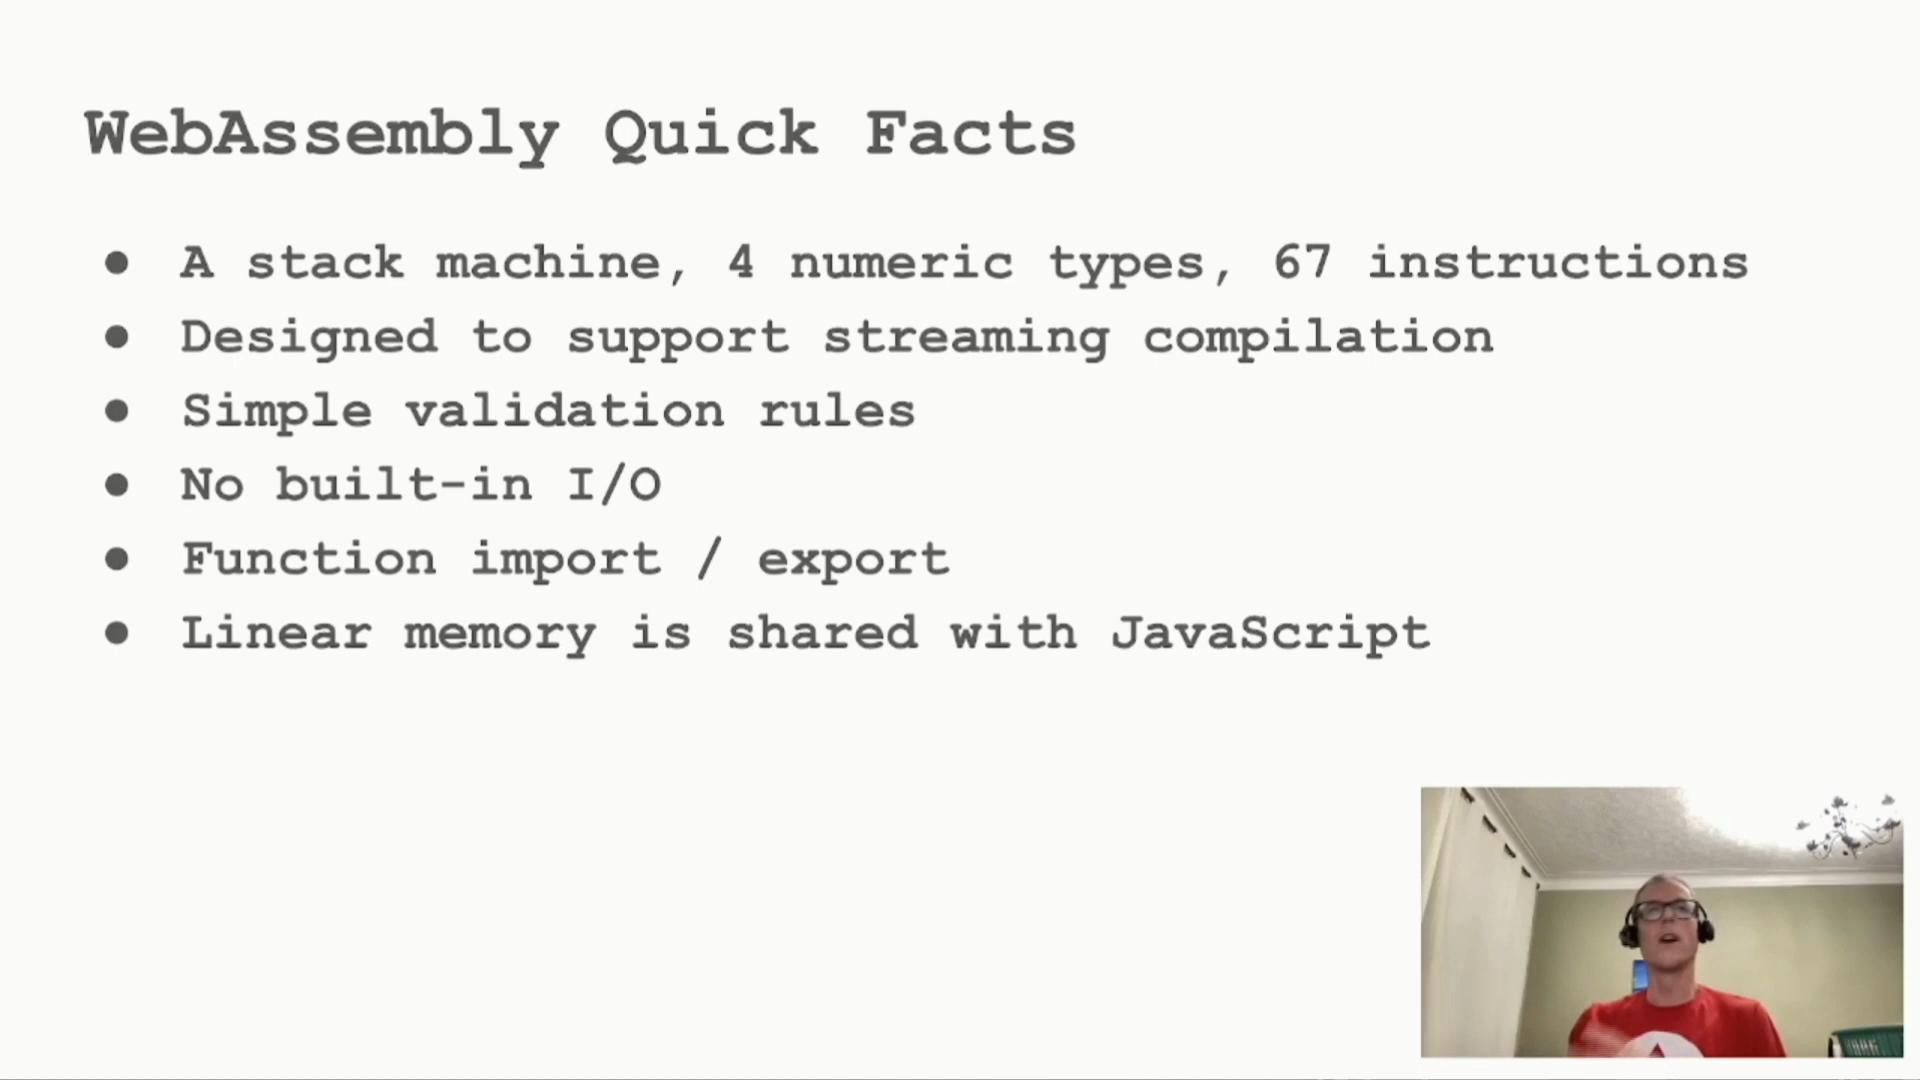 WebAssembly Quick Facts
● A stack machine, 4 numeric types, 67 instructions
● Designed to support streaming compilation
● Simple validation rules
● No built-in I/O
● Function import / export
● Linear memory is shared with JavaScript